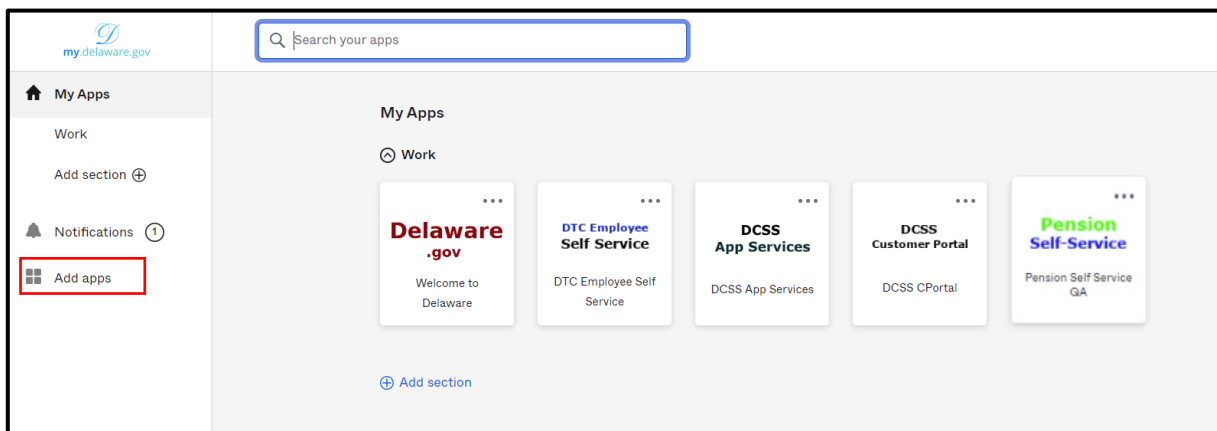 D
my.delaware.gov
Search your apps
My Apps
Work
Add section
Notifications 1
Add apps
My Apps
Work
Delaware
.gov
Welcome to
Delaware
DTC Employee
Self Service
DTC Employee Self
Service
DCSS
App Services
DCSS App Services
DCSS
Customer Portal
DCSS CPortal
Pension
Self-Service
Pension Self Service
QA
Add section